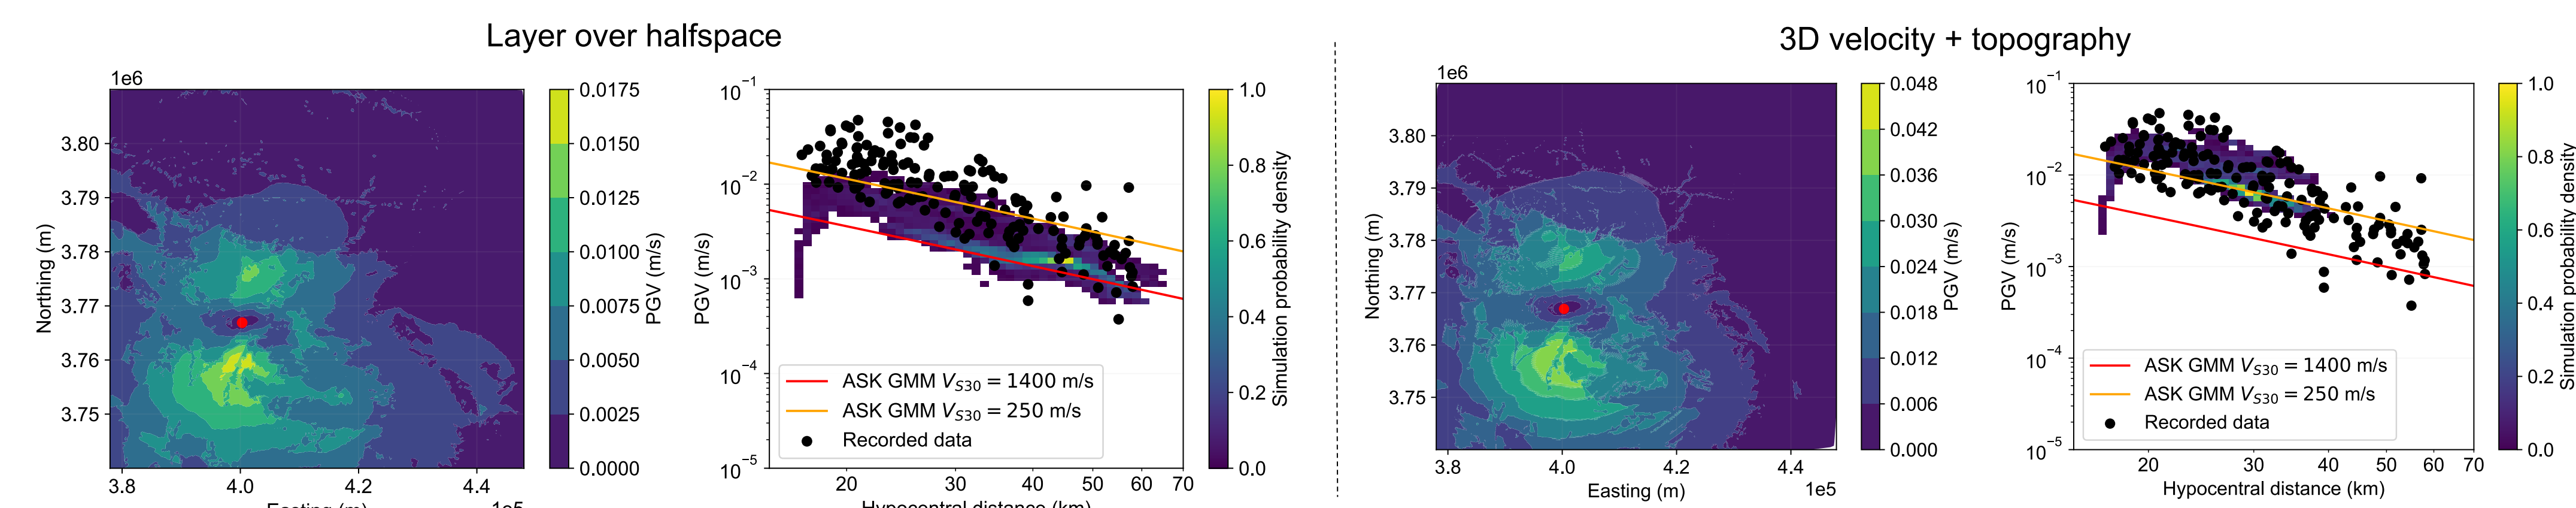 Layer over halfspace
3D velocity + topography
1e6
3.80
3.79
3.78
3.77
3.76
3.75
Northing (m)
3.8 4.0 4.2 4.4
Easting (m)
1e5
0.0175
0.0150
0.0125
0.0100
0.0075
0.0050
0.0025
0.0000
PGV (m/s)
10⁻¹
10⁻²
10⁻³
10⁻⁴
10⁻⁵
PGV (m/s)
ASK GMM V_S30 = 1400 m/s
ASK GMM V_S30 = 250 m/s
Recorded data
20 30 40 50 60 70
Hypocentral distance (km)
1.0
0.8
0.6
0.4
0.2
0.0
Simulation probability density
1e6
3.80
3.79
3.78
3.77
3.76
3.75
Northing (m)
3.8 4.0 4.2 4.4
Easting (m)
1e5
0.048
0.042
0.036
0.030
0.024
0.018
0.012
0.006
0.000
PGV (m/s)
10⁻¹
10⁻²
10⁻³
10⁻⁴
10⁻⁵
PGV (m/s)
ASK GMM V_S30 = 1400 m/s
ASK GMM V_S30 = 250 m/s
Recorded data
20 30 40 50 60 70
Hypocentral distance (km)
1.0
0.8
0.6
0.4
0.2
0.0
Simulation probability density